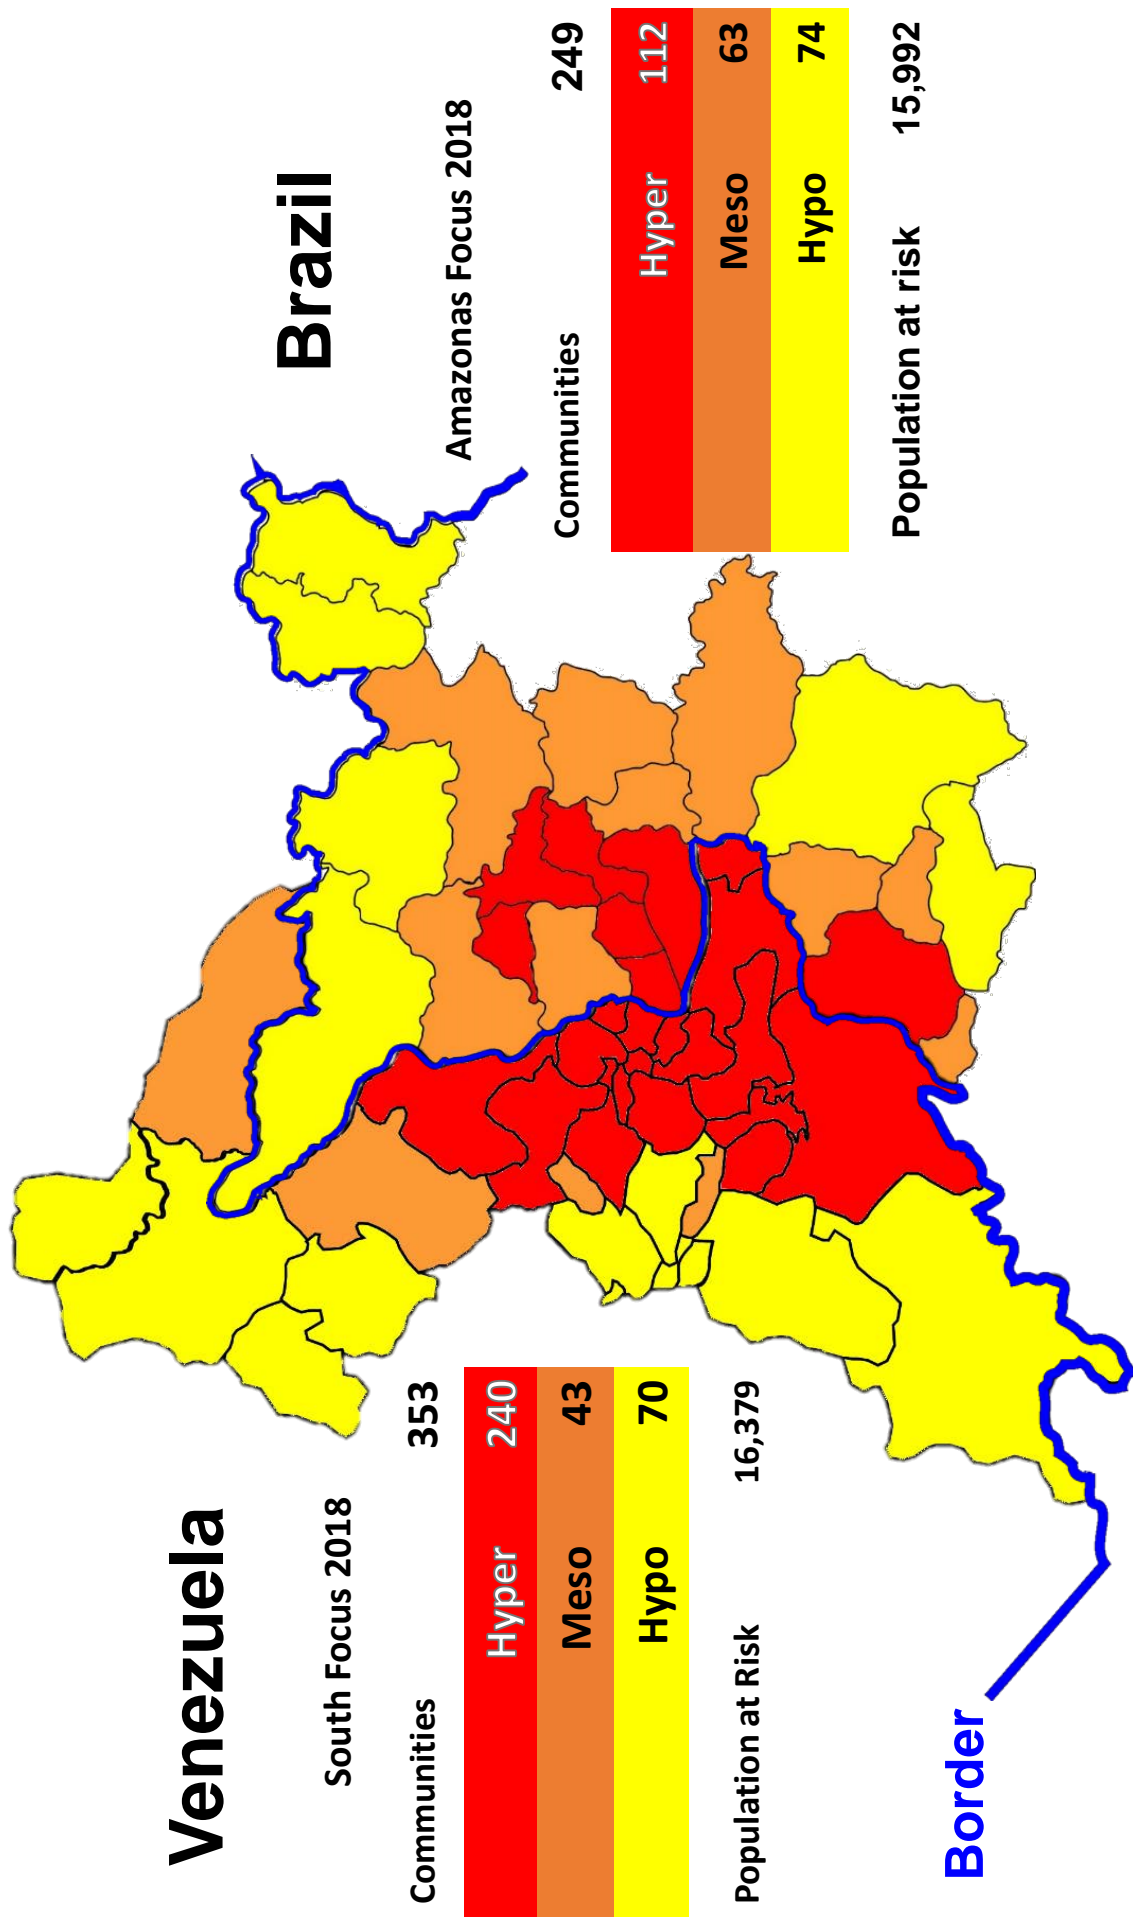 Venezuela
South Focus 2018
Communities 353
Hyper 240
Meso 43
Hypo 70
Population at Risk 16,379
Border
Brazil
Amazonas Focus 2018
Communities 249
Hyper 112
Meso 63
Hypo 74
Population at risk 15,992